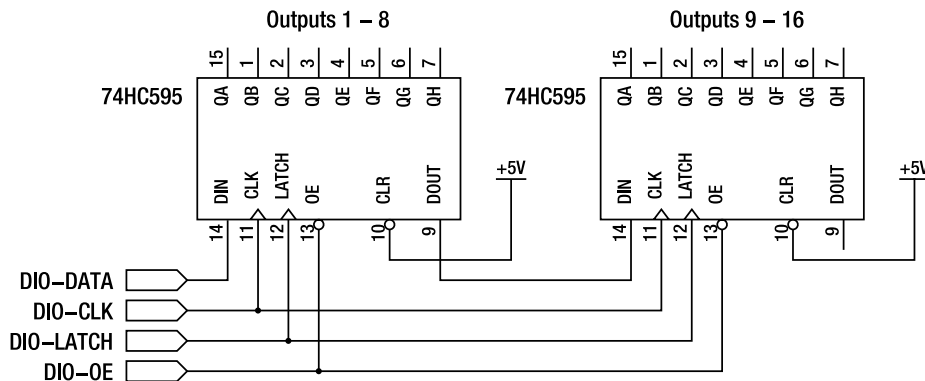 Outputs 1 – 8
Outputs 9 – 16
15 1 2 3 4 5 6 7
15 1 2 3 4 5 6 7
74HC595
QA QB QC QD QE QF QG QH
74HC595
QA QB QC QD QE QF QG QH
DIN CLK LATCH OE CLR DOUT
+5V
DIN CLK LATCH OE CLR DOUT
+5V
14 11 12 13 10 9
14 11 12 13 10 9
DIO–DATA
DIO–CLK
DIO–LATCH
DIO–OE